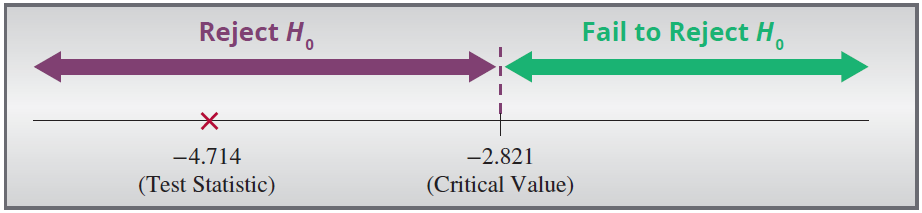 Reject H₀
Fail to Reject H₀
−4.714
(Test Statistic)
−2.821
(Critical Value)